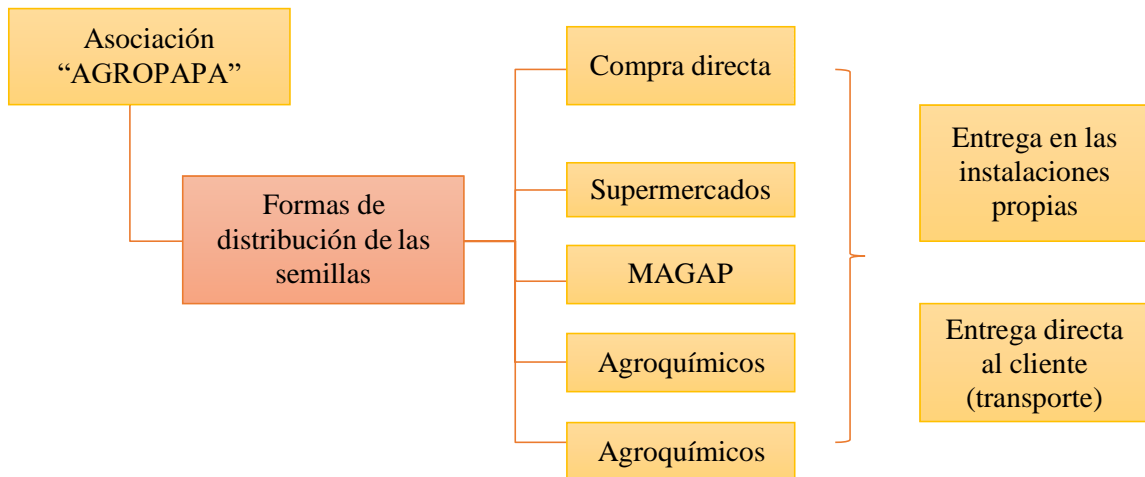 Asociación
“AGROPAPA”
Formas de
distribución de las
semillas
Compra directa
Supermercados
MAGAP
Agroquímicos
Agroquímicos
Entrega en las
instalaciones
propias
Entrega directa
al cliente
(transporte)